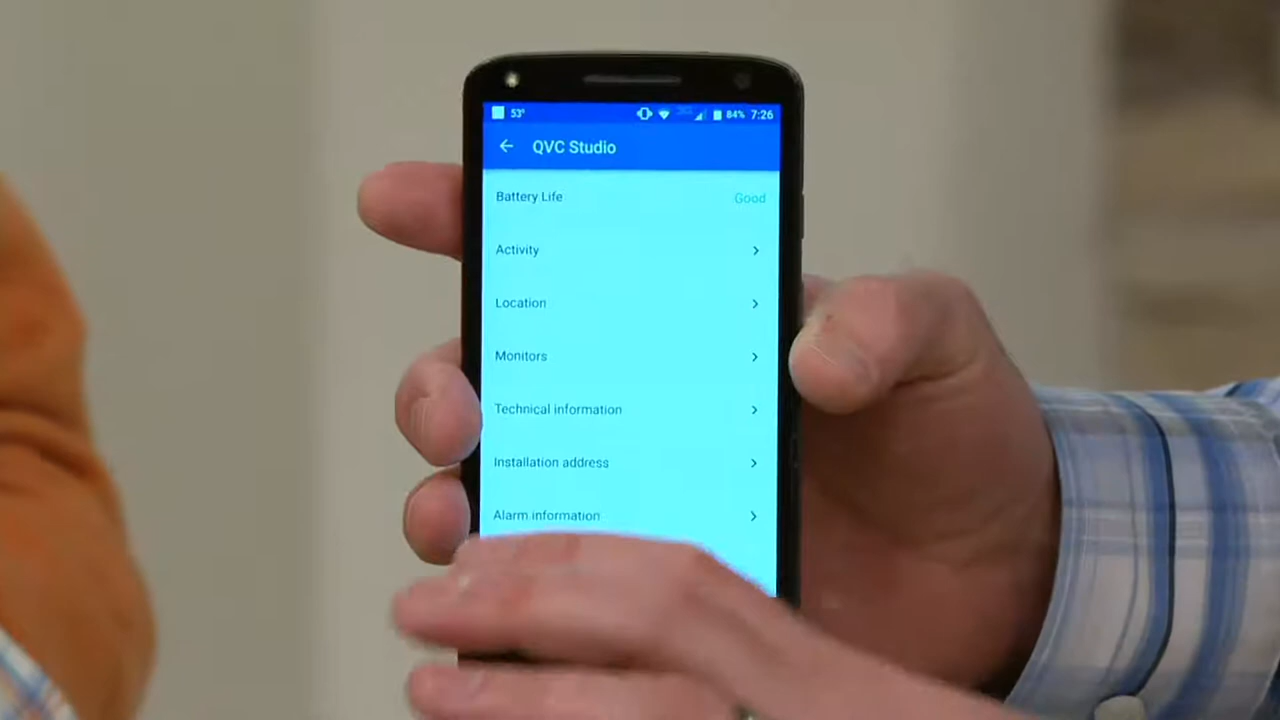 53° 84% 7:26
QVC Studio
Battery Life Good
Activity
Location
Monitors
Technical information
Installation address
Alarm information